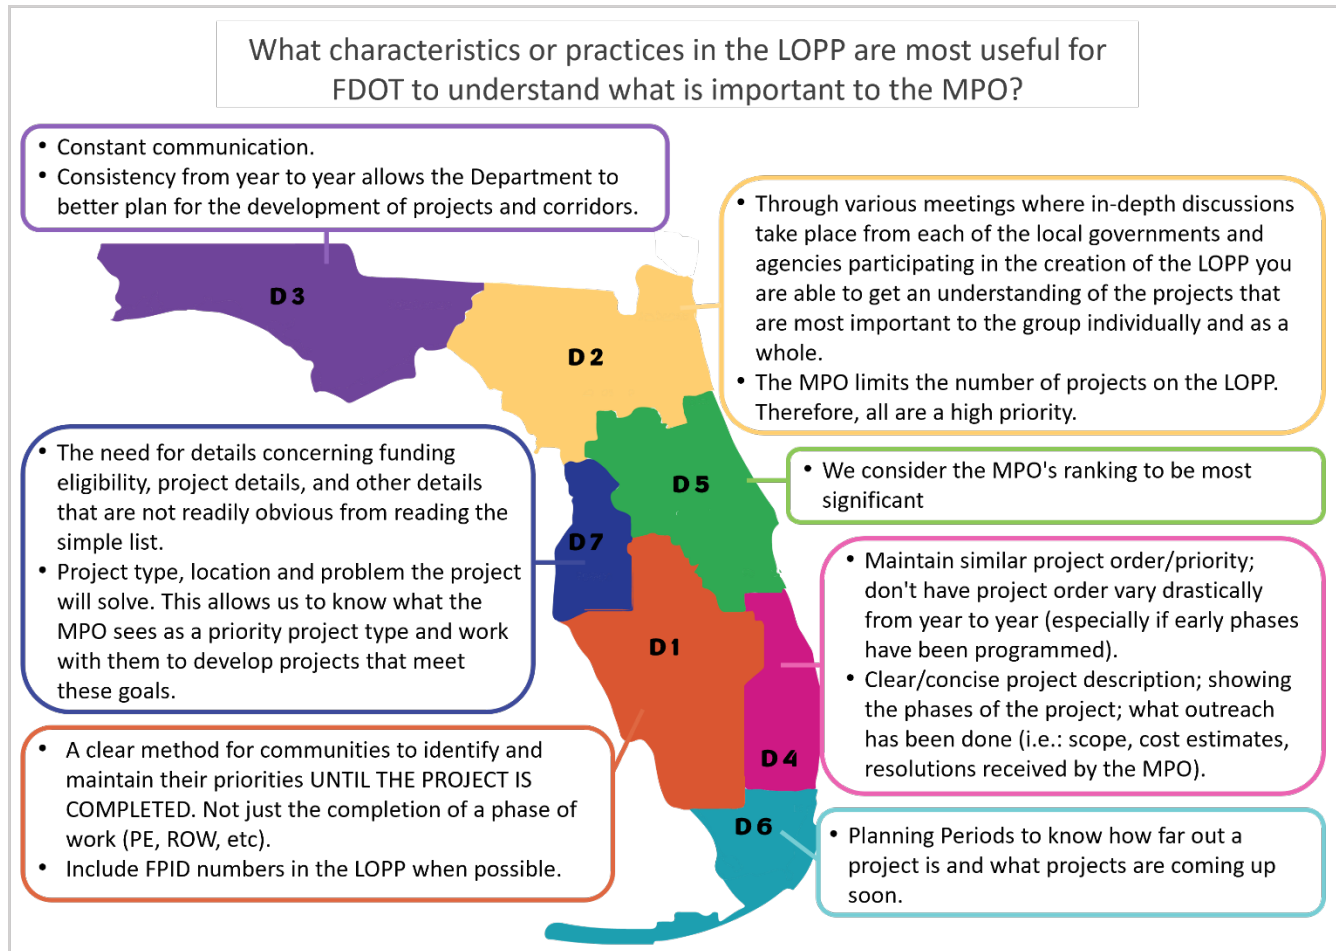 What characteristics or practices in the LOPP are most useful for
FDOT to understand what is important to the MPO?
• Constant communication.
• Consistency from year to year allows the Department to
better plan for the development of projects and corridors.
• Through various meetings where in-depth discussions
take place from each of the local governments and
agencies participating in the creation of the LOPP you
are able to get an understanding of the projects that
are most important to the group individually and as a
whole.
• The MPO limits the number of projects on the LOPP.
Therefore, all are a high priority.
D3
D2
• The need for details concerning funding
eligibility, project details, and other details
that are not readily obvious from reading the
simple list.
• Project type, location and problem the project
will solve. This allows us to know what the
MPO sees as a priority project type and work
with them to develop projects that meet
these goals.
D5
D7
• We consider the MPO's ranking to be most
significant
• Maintain similar project order/priority;
don't have project order vary drastically
from year to year (especially if early phases
have been programmed).
• Clear/concise project description; showing
the phases of the project; what outreach
has been done (i.e.: scope, cost estimates,
resolutions received by the MPO).
D1
D4
• A clear method for communities to identify and
maintain their priorities UNTIL THE PROJECT IS
COMPLETED. Not just the completion of a phase of
work (PE, ROW, etc).
• Include FPID numbers in the LOPP when possible.
D6
• Planning Periods to know how far out a
project is and what projects are coming up
soon.